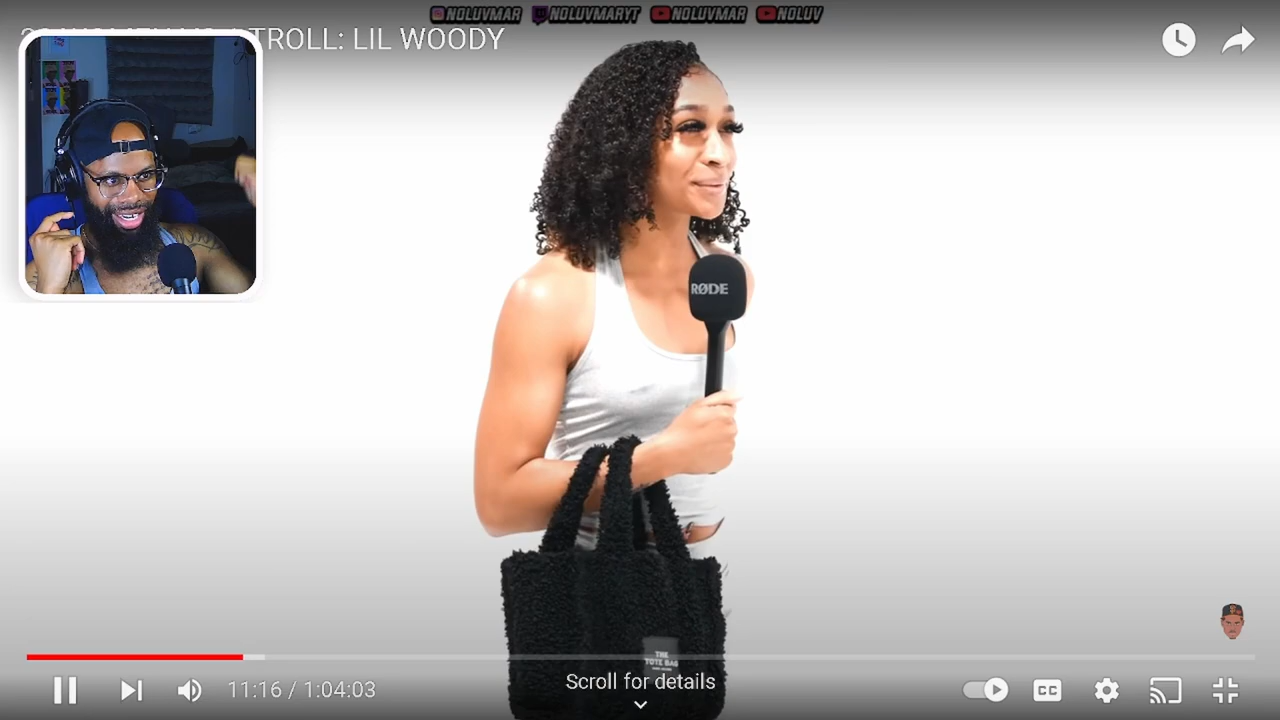 NOLUVMAR NOLUVMARYT NOLUVMAR NOLUV
TROLL: LIL WOODY
RØDE
THE
TOTE BAG
Scroll for details
11:16 / 1:04:03
CC